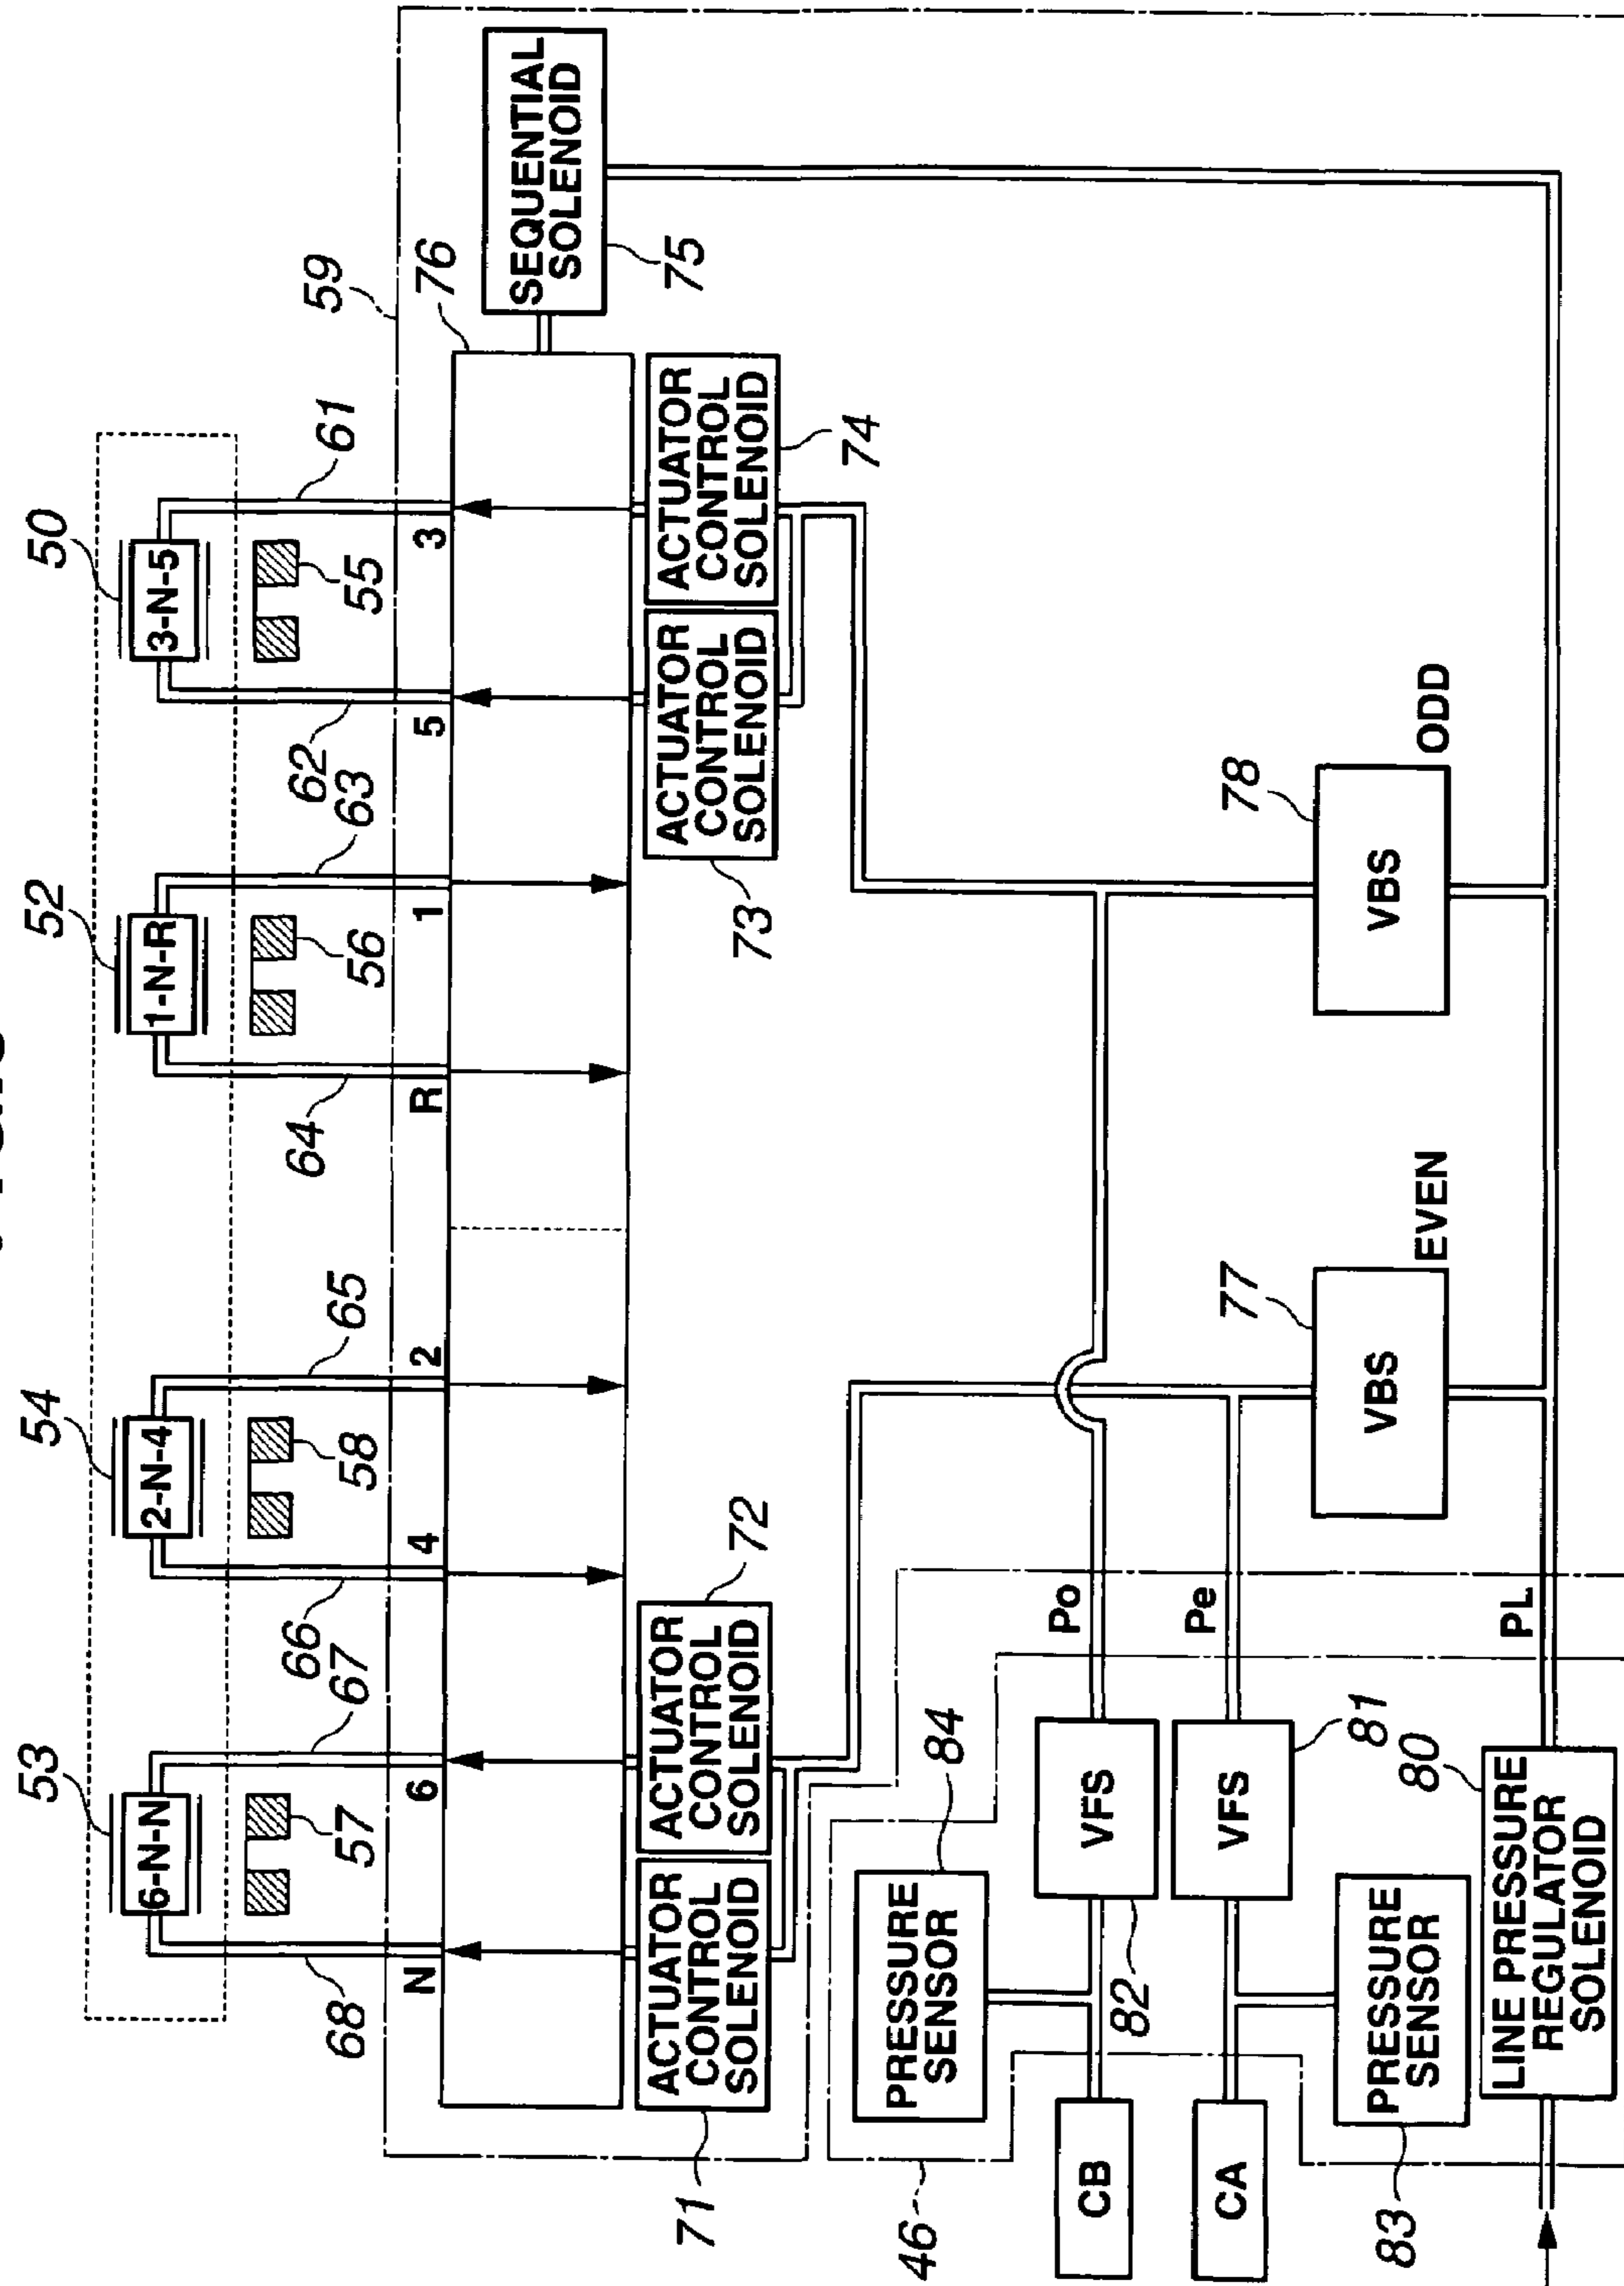 50
52
54
53
3-N-5
1-N-R
2-N-4
6-N-N
55
56
58
57
59
61
62
63
64
65
66
67
68
76
3
5
1
R
2
4
6
N
SEQUENTIAL
SOLENOID
75
ACTUATOR
CONTROL
SOLENOID
74
ACTUATOR
CONTROL
SOLENOID
73
ACTUATOR
CONTROL
SOLENOID
72
ACTUATOR
CONTROL
SOLENOID
71
VBS
78
ODD
VBS
77
EVEN
Po
Pe
PL
PRESSURE
SENSOR
84
VFS
82
VFS
81
CB
CA
46
PRESSURE
SENSOR
83
LINE PRESSURE
REGULATOR
SOLENOID
80